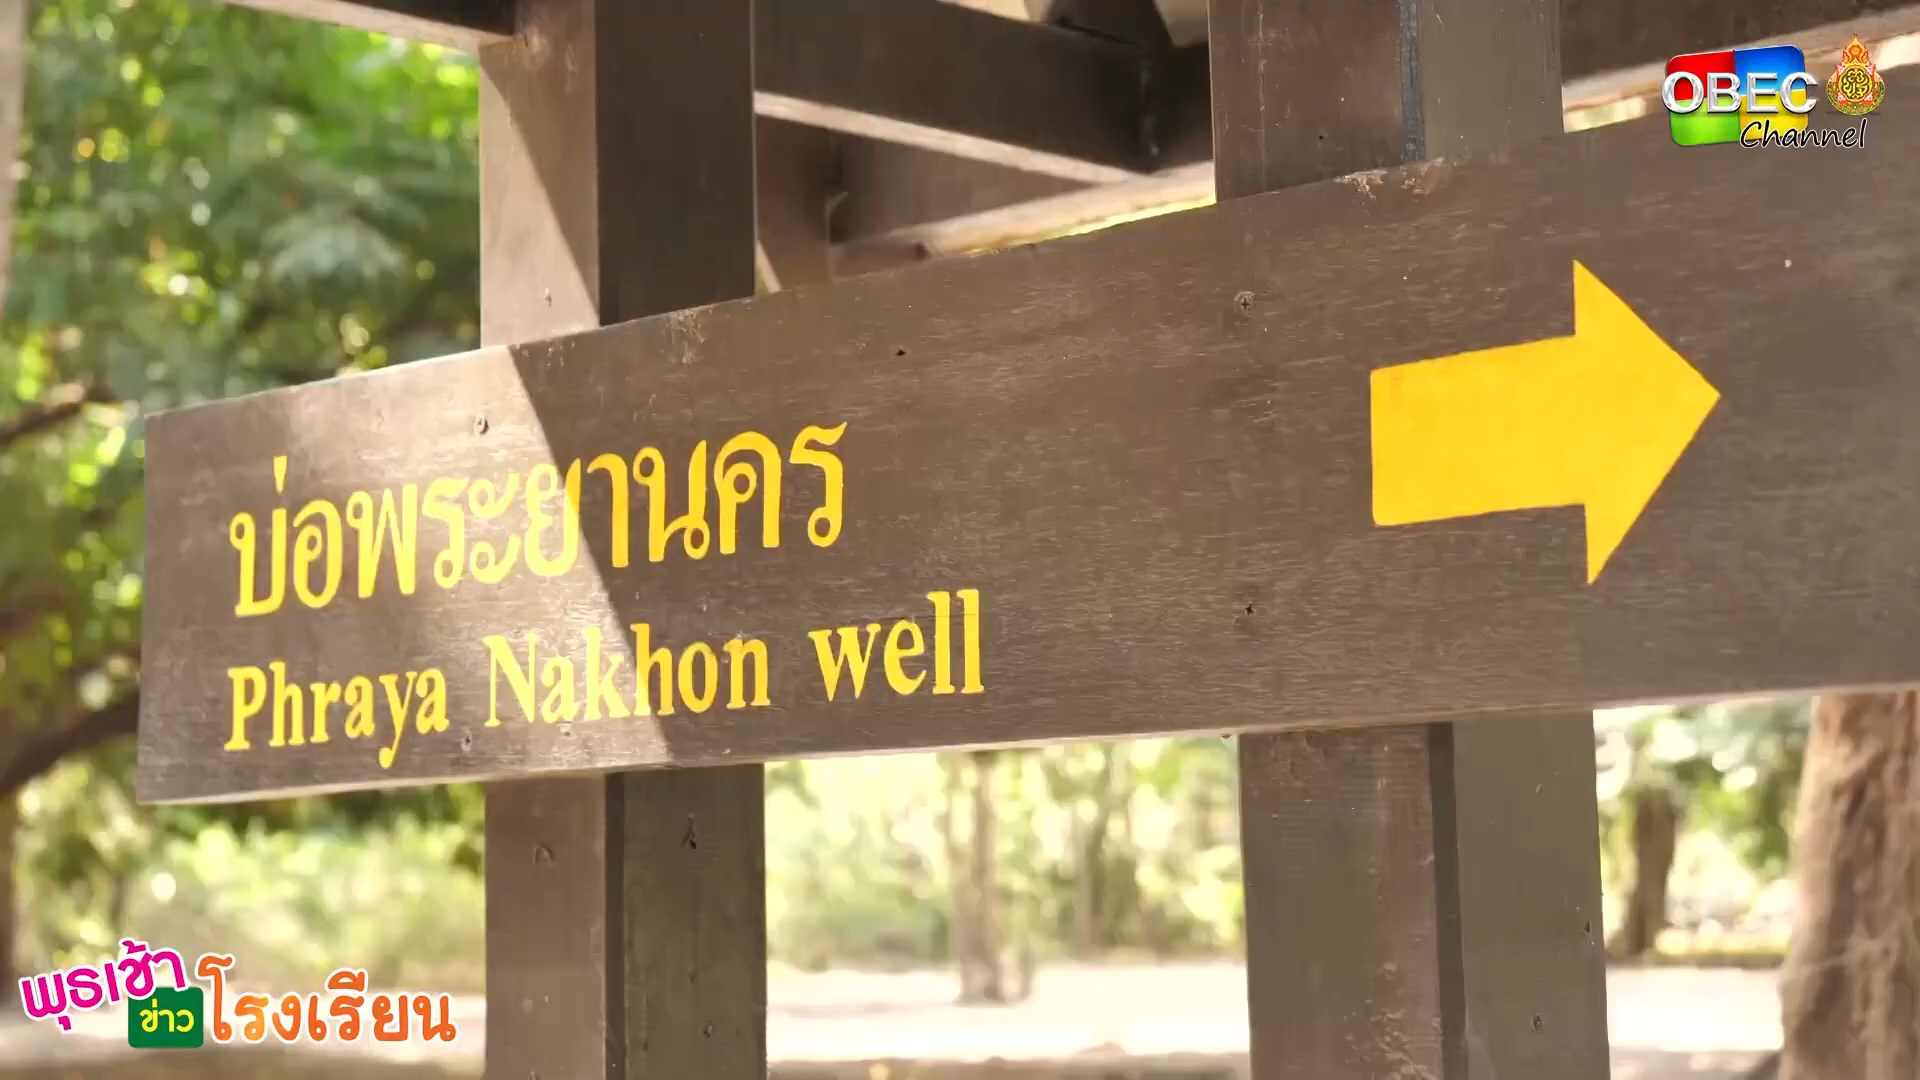 OBEC
Channel
บ่อพระยานคร
Phraya Nakhon well
พุธเช้า
ข่าว
โรงเรียน